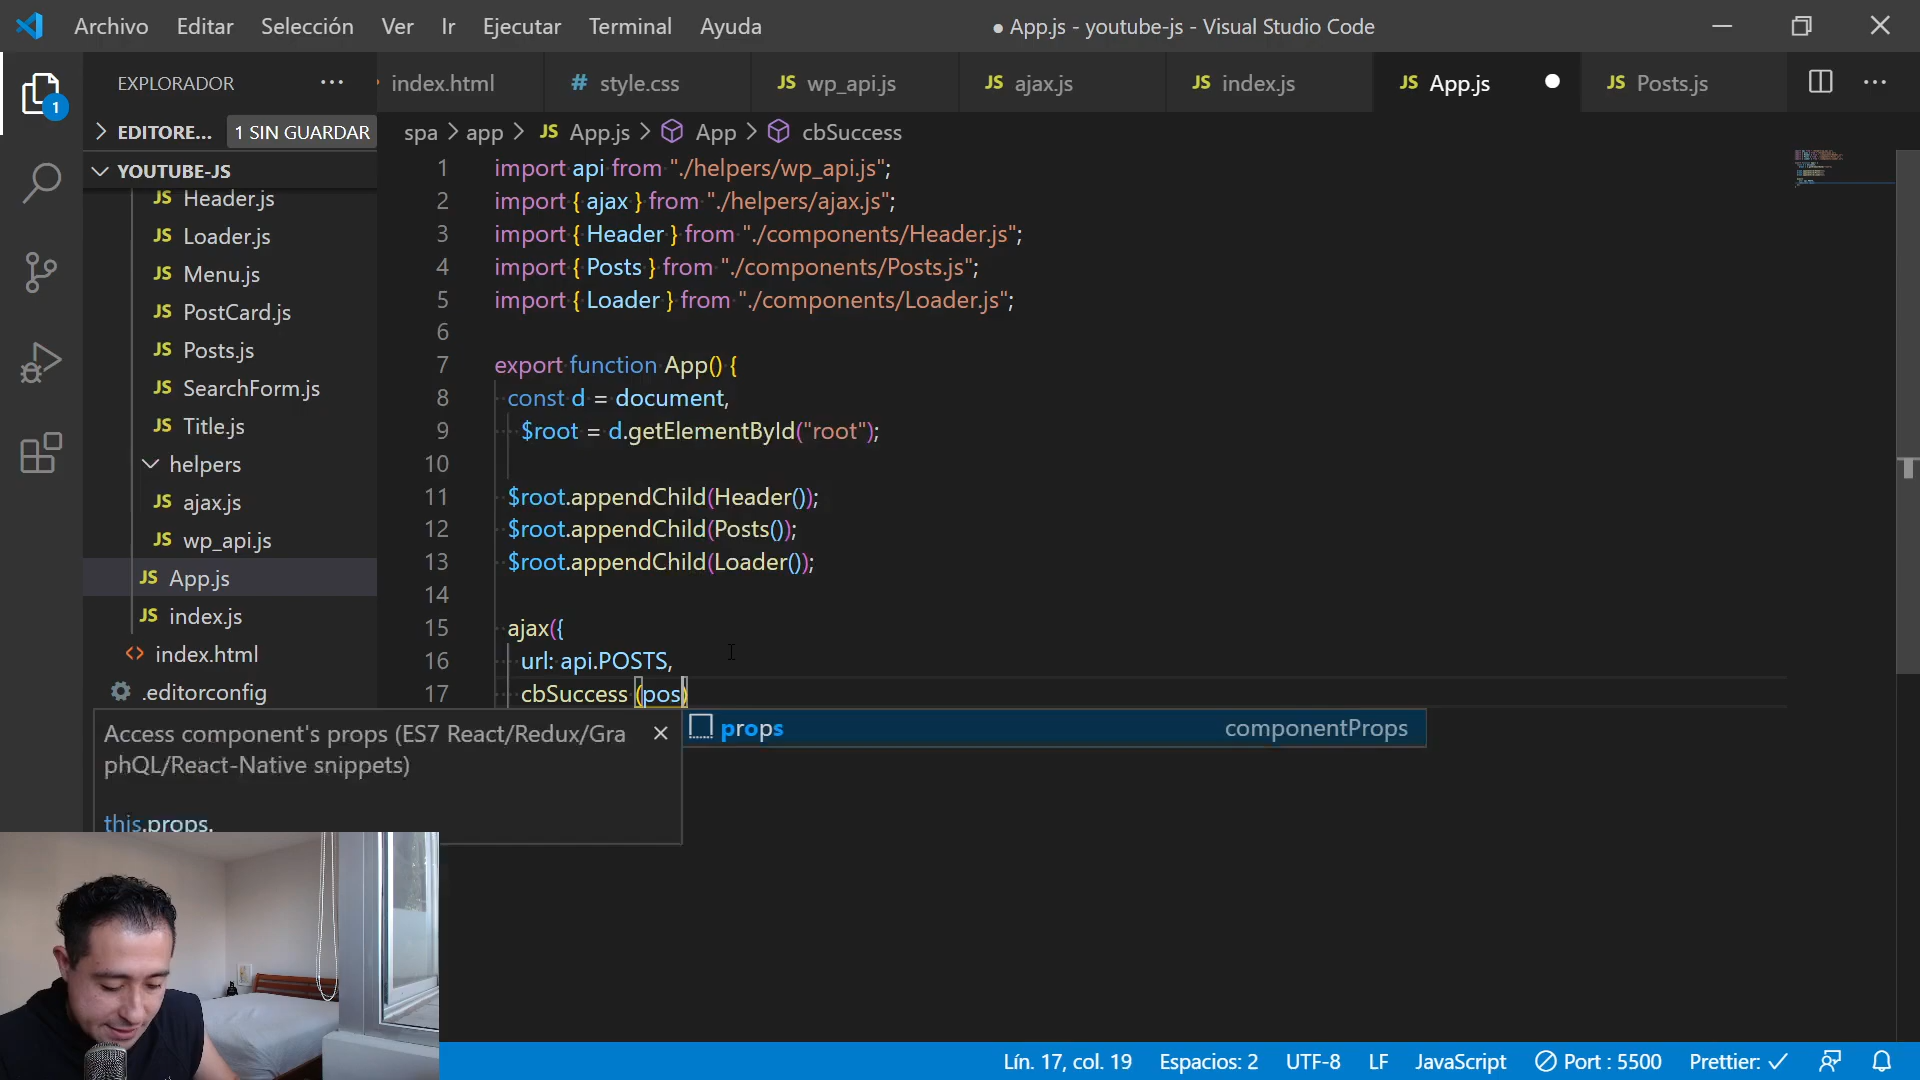 Archivo Editar Selección Ver Ir Ejecutar Terminal Ayuda
● App.js - youtube-js - Visual Studio Code
EXPLORADOR ···
index.html
# style.css
JS wp_api.js
JS ajax.js
JS index.js
JS App.js
JS Posts.js
1
EDITORE... 1 SIN GUARDAR
spa > app > JS App.js > App > cbSuccess
YOUTUBE-JS
JS Header.js
JS Loader.js
JS Menu.js
JS PostCard.js
JS Posts.js
JS SearchForm.js
JS Title.js
helpers
JS ajax.js
JS wp_api.js
JS App.js
JS index.js
<> index.html
.editorconfig
1 import api from "./helpers/wp_api.js";
2 import { ajax } from "./helpers/ajax.js";
3 import { Header } from "./components/Header.js";
4 import { Posts } from "./components/Posts.js";
5 import { Loader } from "./components/Loader.js";
6
7 export function App() {
8 const d = document,
9 $root = d.getElementById("root");
10
11 $root.appendChild(Header());
12 $root.appendChild(Posts());
13 $root.appendChild(Loader());
14
15 ajax({
16 url: api.POSTS,
17 cbSuccess (pos)
props componentProps
Access component's props (ES7 React/Redux/Gra
phQL/React-Native snippets)
this.props.
Lín. 17, col. 19 Espacios: 2 UTF-8 LF JavaScript Port : 5500 Prettier: ✓